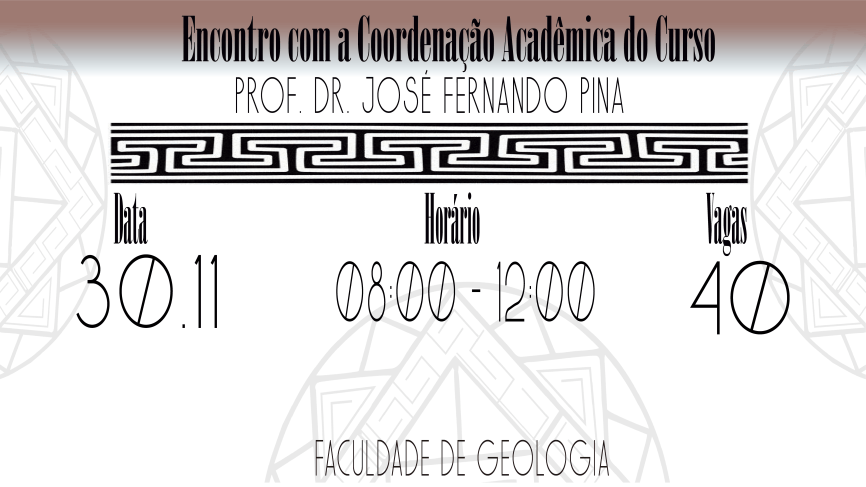 Encontro com a Coordenação Acadêmica do Curso
PROF. DR. JOSÉ FERNANDO PINA
Data Horário Vagas
30.11 08:00 - 12:00 40
FACULDADE DE GEOLOGIA